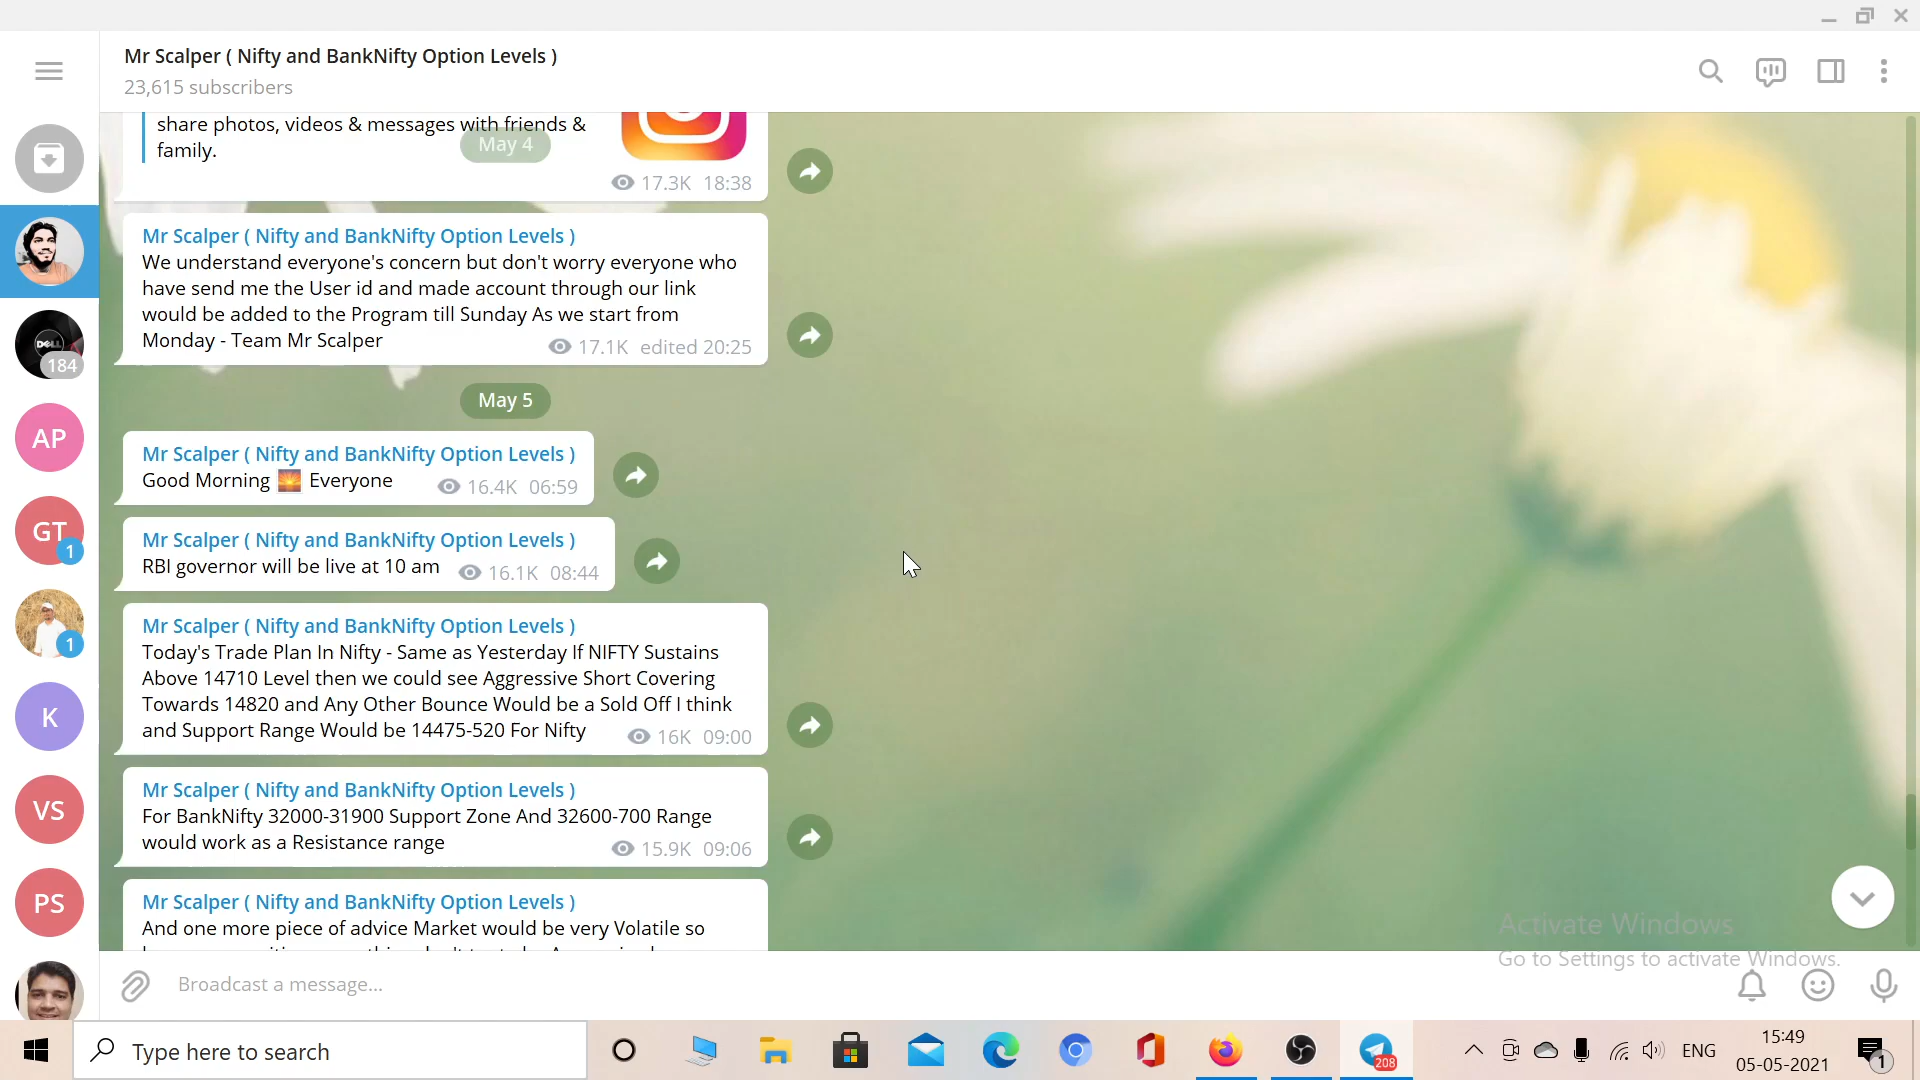 Mr Scalper ( Nifty and BankNifty Option Levels )
23,615 subscribers
share photos, videos & messages with friends &
family.
May 4
17.3K 18:38
Mr Scalper ( Nifty and BankNifty Option Levels )
We understand everyone's concern but don't worry everyone who
have send me the User id and made account through our link
would be added to the Program till Sunday As we start from
Monday - Team Mr Scalper
17.1K edited 20:25
May 5
Mr Scalper ( Nifty and BankNifty Option Levels )
Good Morning 🌅 Everyone
16.4K 06:59
Mr Scalper ( Nifty and BankNifty Option Levels )
RBI governor will be live at 10 am
16.1K 08:44
Mr Scalper ( Nifty and BankNifty Option Levels )
Today's Trade Plan In Nifty - Same as Yesterday If NIFTY Sustains
Above 14710 Level then we could see Aggressive Short Covering
Towards 14820 and Any Other Bounce Would be a Sold Off I think
and Support Range Would be 14475-520 For Nifty
16K 09:00
Mr Scalper ( Nifty and BankNifty Option Levels )
For BankNifty 32000-31900 Support Zone And 32600-700 Range
would work as a Resistance range
15.9K 09:06
Mr Scalper ( Nifty and BankNifty Option Levels )
And one more piece of advice Market would be very Volatile so
DELL
184
AP
GT
1
1
K
VS
PS
Broadcast a message...
Activate Windows
Go to Settings to activate Windows.
Type here to search
208
ENG
15:49
05-05-2021
1